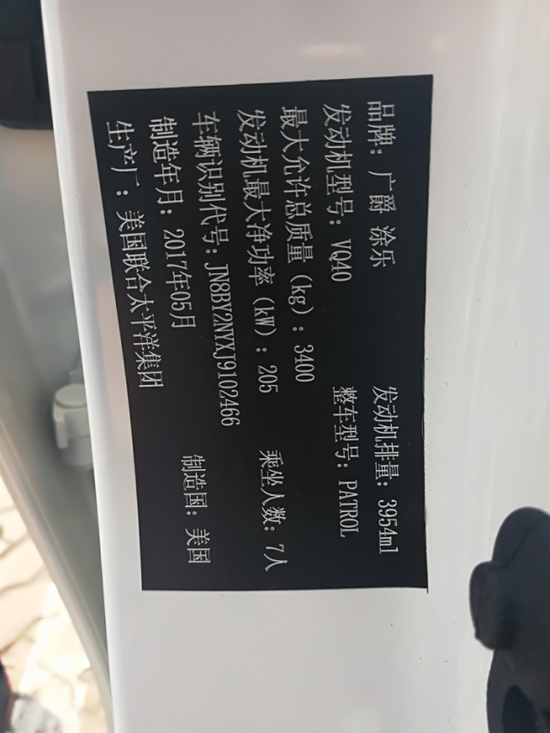 品牌：广爵 涂乐 发动机排量：3954ml
发动机型号：VQ40 整车型号：PATROL
最大允许总质量（kg）：3400
发动机最大净功率（kW）：205 乘坐人数：7人
车辆识别代号：JN8BY2NYXJ9102466
制造年月：2017年05月 制造国：美国
生产厂：美国联合太平洋集团